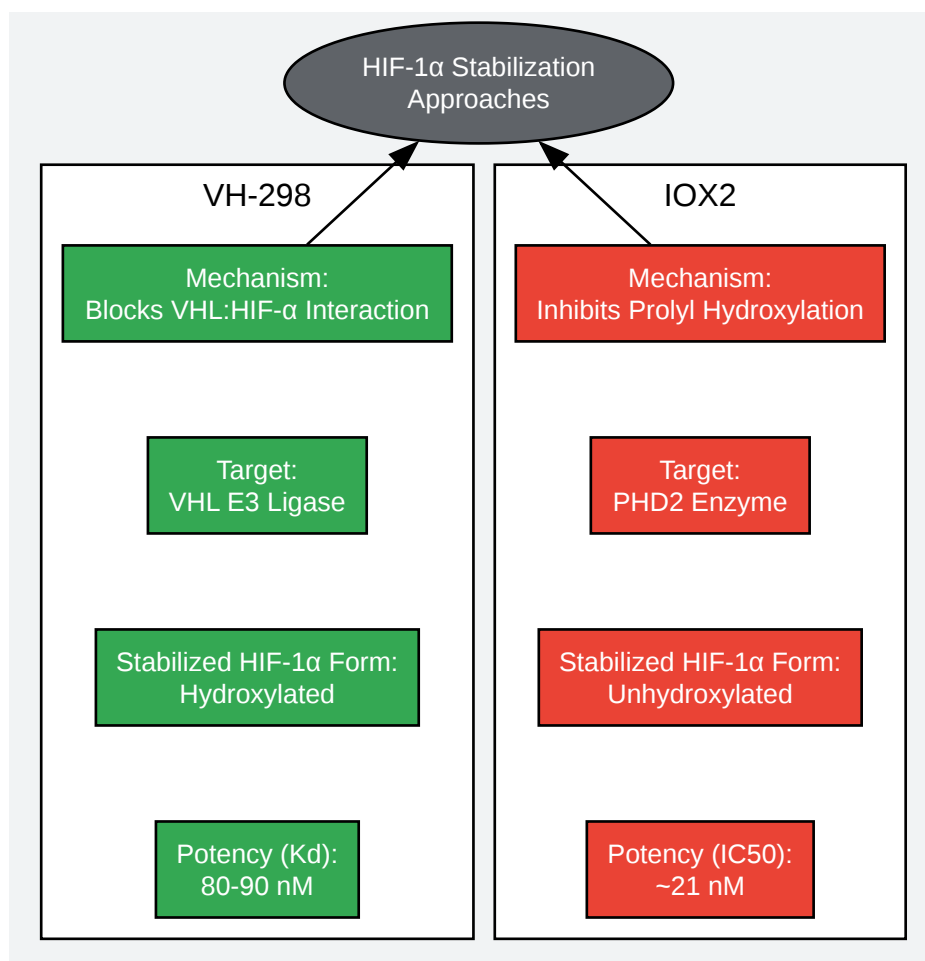 HIF-1α Stabilization
Approaches
VH-298
Mechanism:
Blocks VHL:HIF-α Interaction
Target:
VHL E3 Ligase
Stabilized HIF-1α Form:
Hydroxylated
Potency (Kd):
80-90 nM
IOX2
Mechanism:
Inhibits Prolyl Hydroxylation
Target:
PHD2 Enzyme
Stabilized HIF-1α Form:
Unhydroxylated
Potency (IC50):
~21 nM